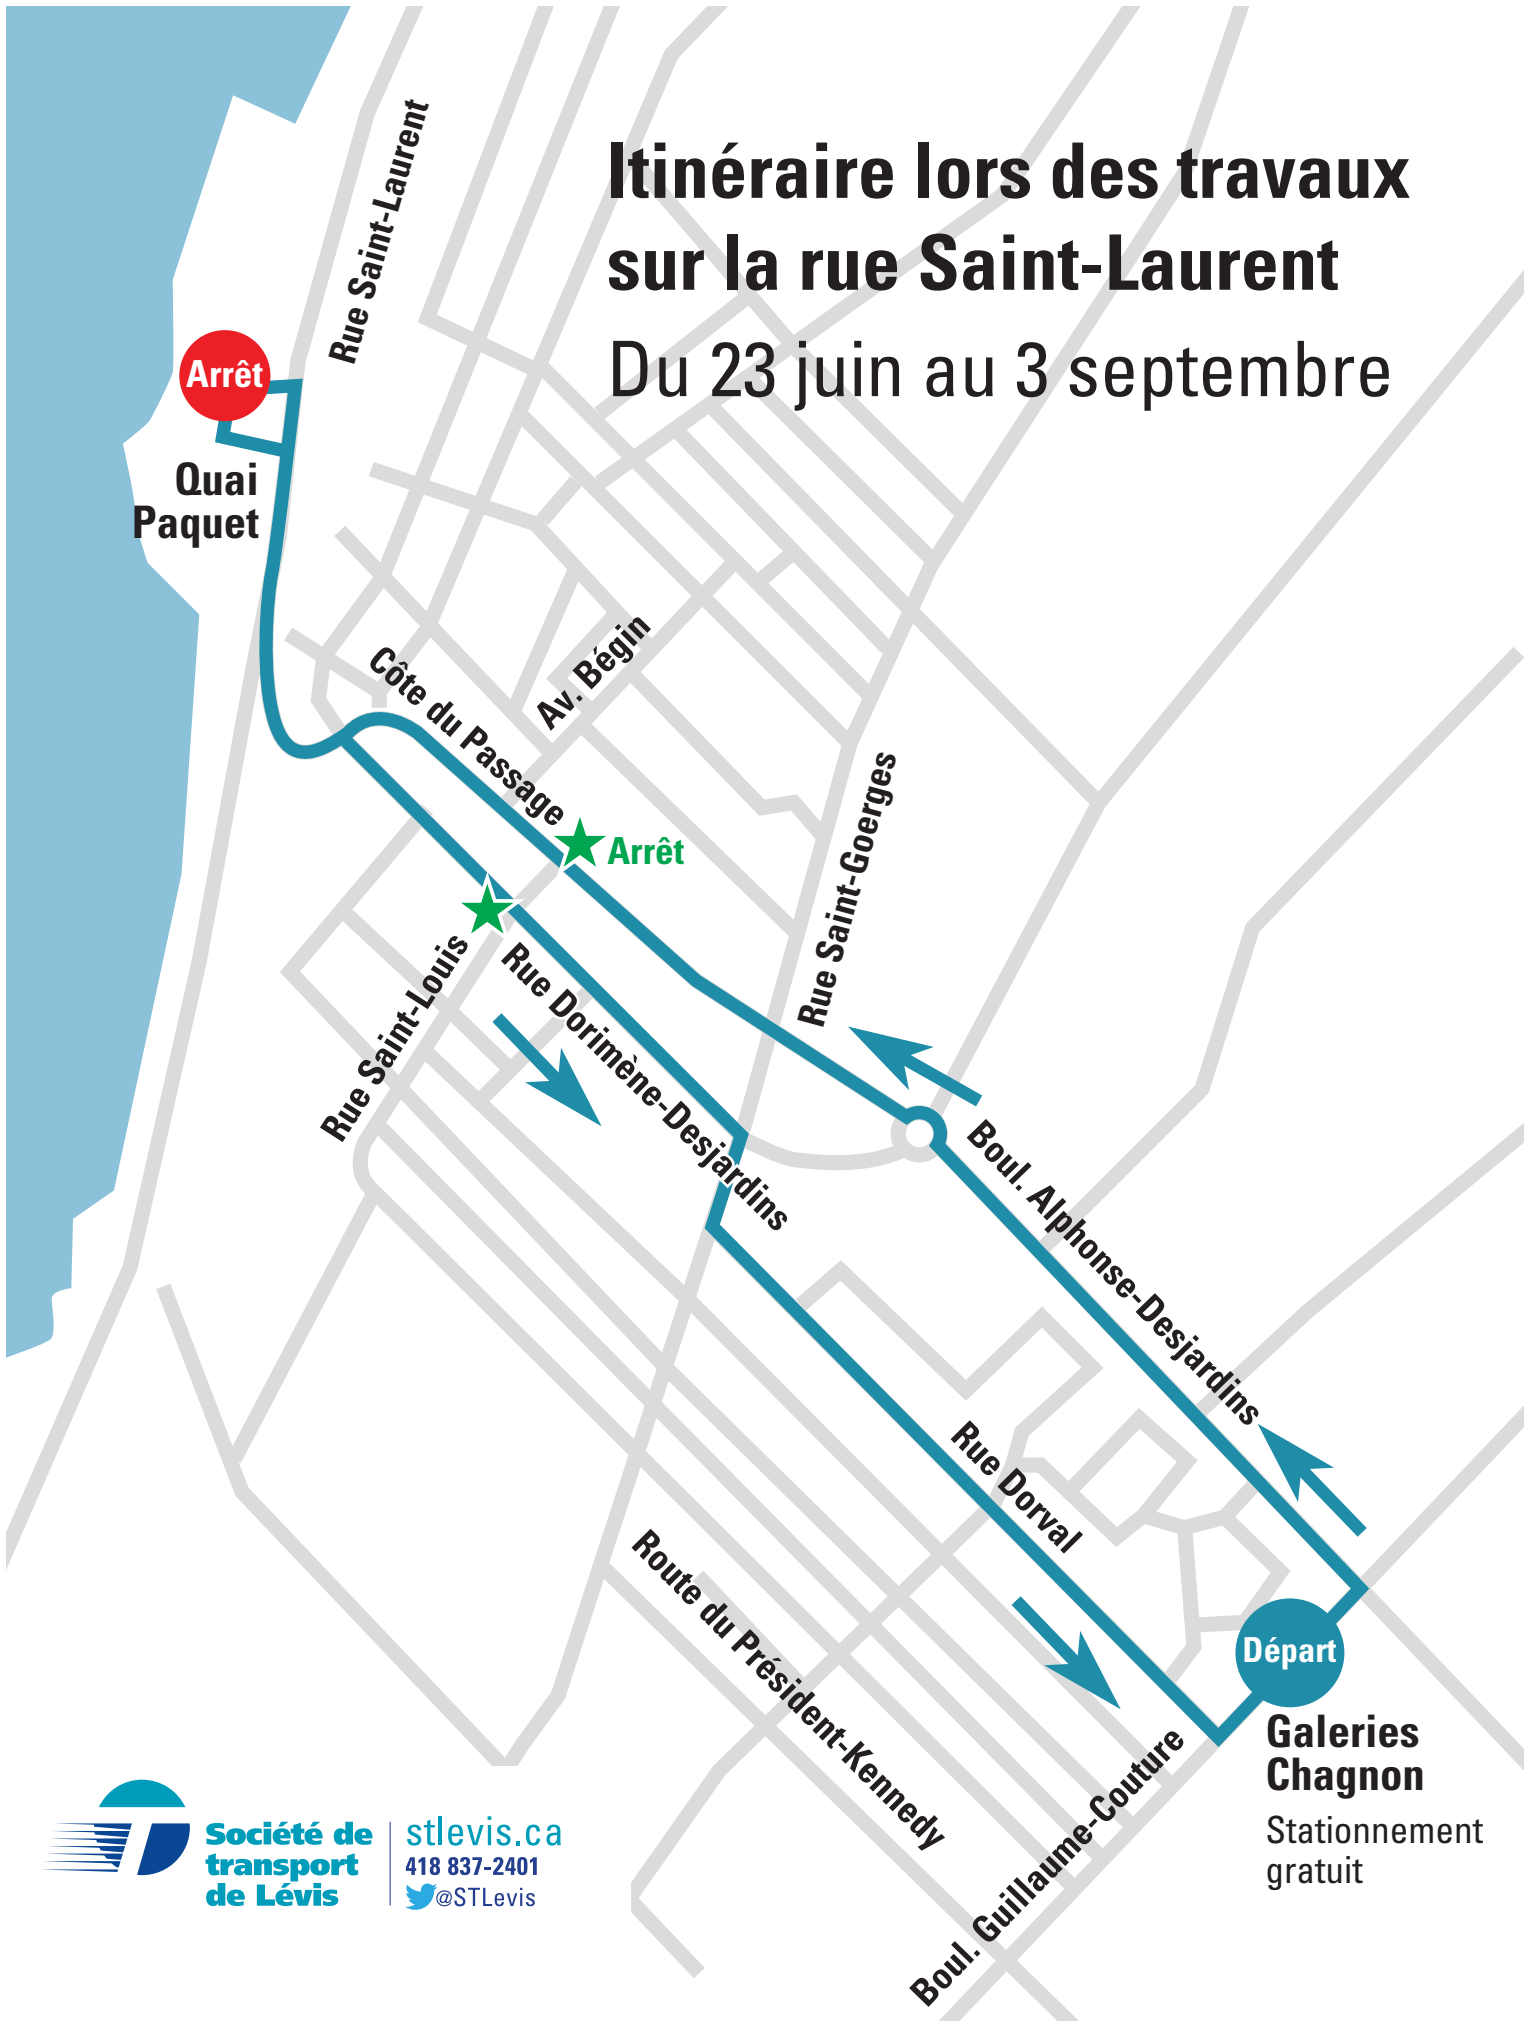 Itinéraire lors des travaux
sur la rue Saint-Laurent
Du 23 juin au 3 septembre
Rue Saint-Laurent
Arrêt
Quai
Paquet
Côte du Passage
Av. Bégin
Arrêt
Rue Saint-Goerges
Rue Saint-Louis
Rue Dorimène-Desjardins
Boul. Alphonse-Desjardins
Rue Dorval
Route du Président-Kennedy
Boul. Guillaume-Couture
Départ
Galeries
Chagnon
Stationnement
gratuit
Société de
transport
de Lévis
stlevis.ca
418 837-2401
@STLevis